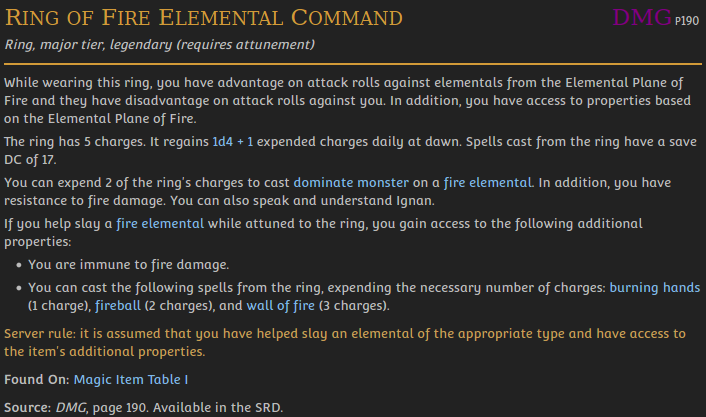 Ring of Fire Elemental Command DMG P190
Ring, major tier, legendary (requires attunement)
While wearing this ring, you have advantage on attack rolls against elementals from the Elemental Plane of
Fire and they have disadvantage on attack rolls against you. In addition, you have access to properties based
on the Elemental Plane of Fire.
The ring has 5 charges. It regains 1d4 + 1 expended charges daily at dawn. Spells cast from the ring have a save
DC of 17.
You can expend 2 of the ring's charges to cast dominate monster on a fire elemental. In addition, you have
resistance to fire damage. You can also speak and understand Ignan.
If you help slay a fire elemental while attuned to the ring, you gain access to the following additional
properties:
• You are immune to fire damage.
• You can cast the following spells from the ring, expending the necessary number of charges: burning hands
(1 charge), fireball (2 charges), and wall of fire (3 charges).
Server rule: it is assumed that you have helped slay an elemental of the appropriate type and have access to
the item's additional properties.
Found On: Magic Item Table I
Source: DMG, page 190. Available in the SRD.